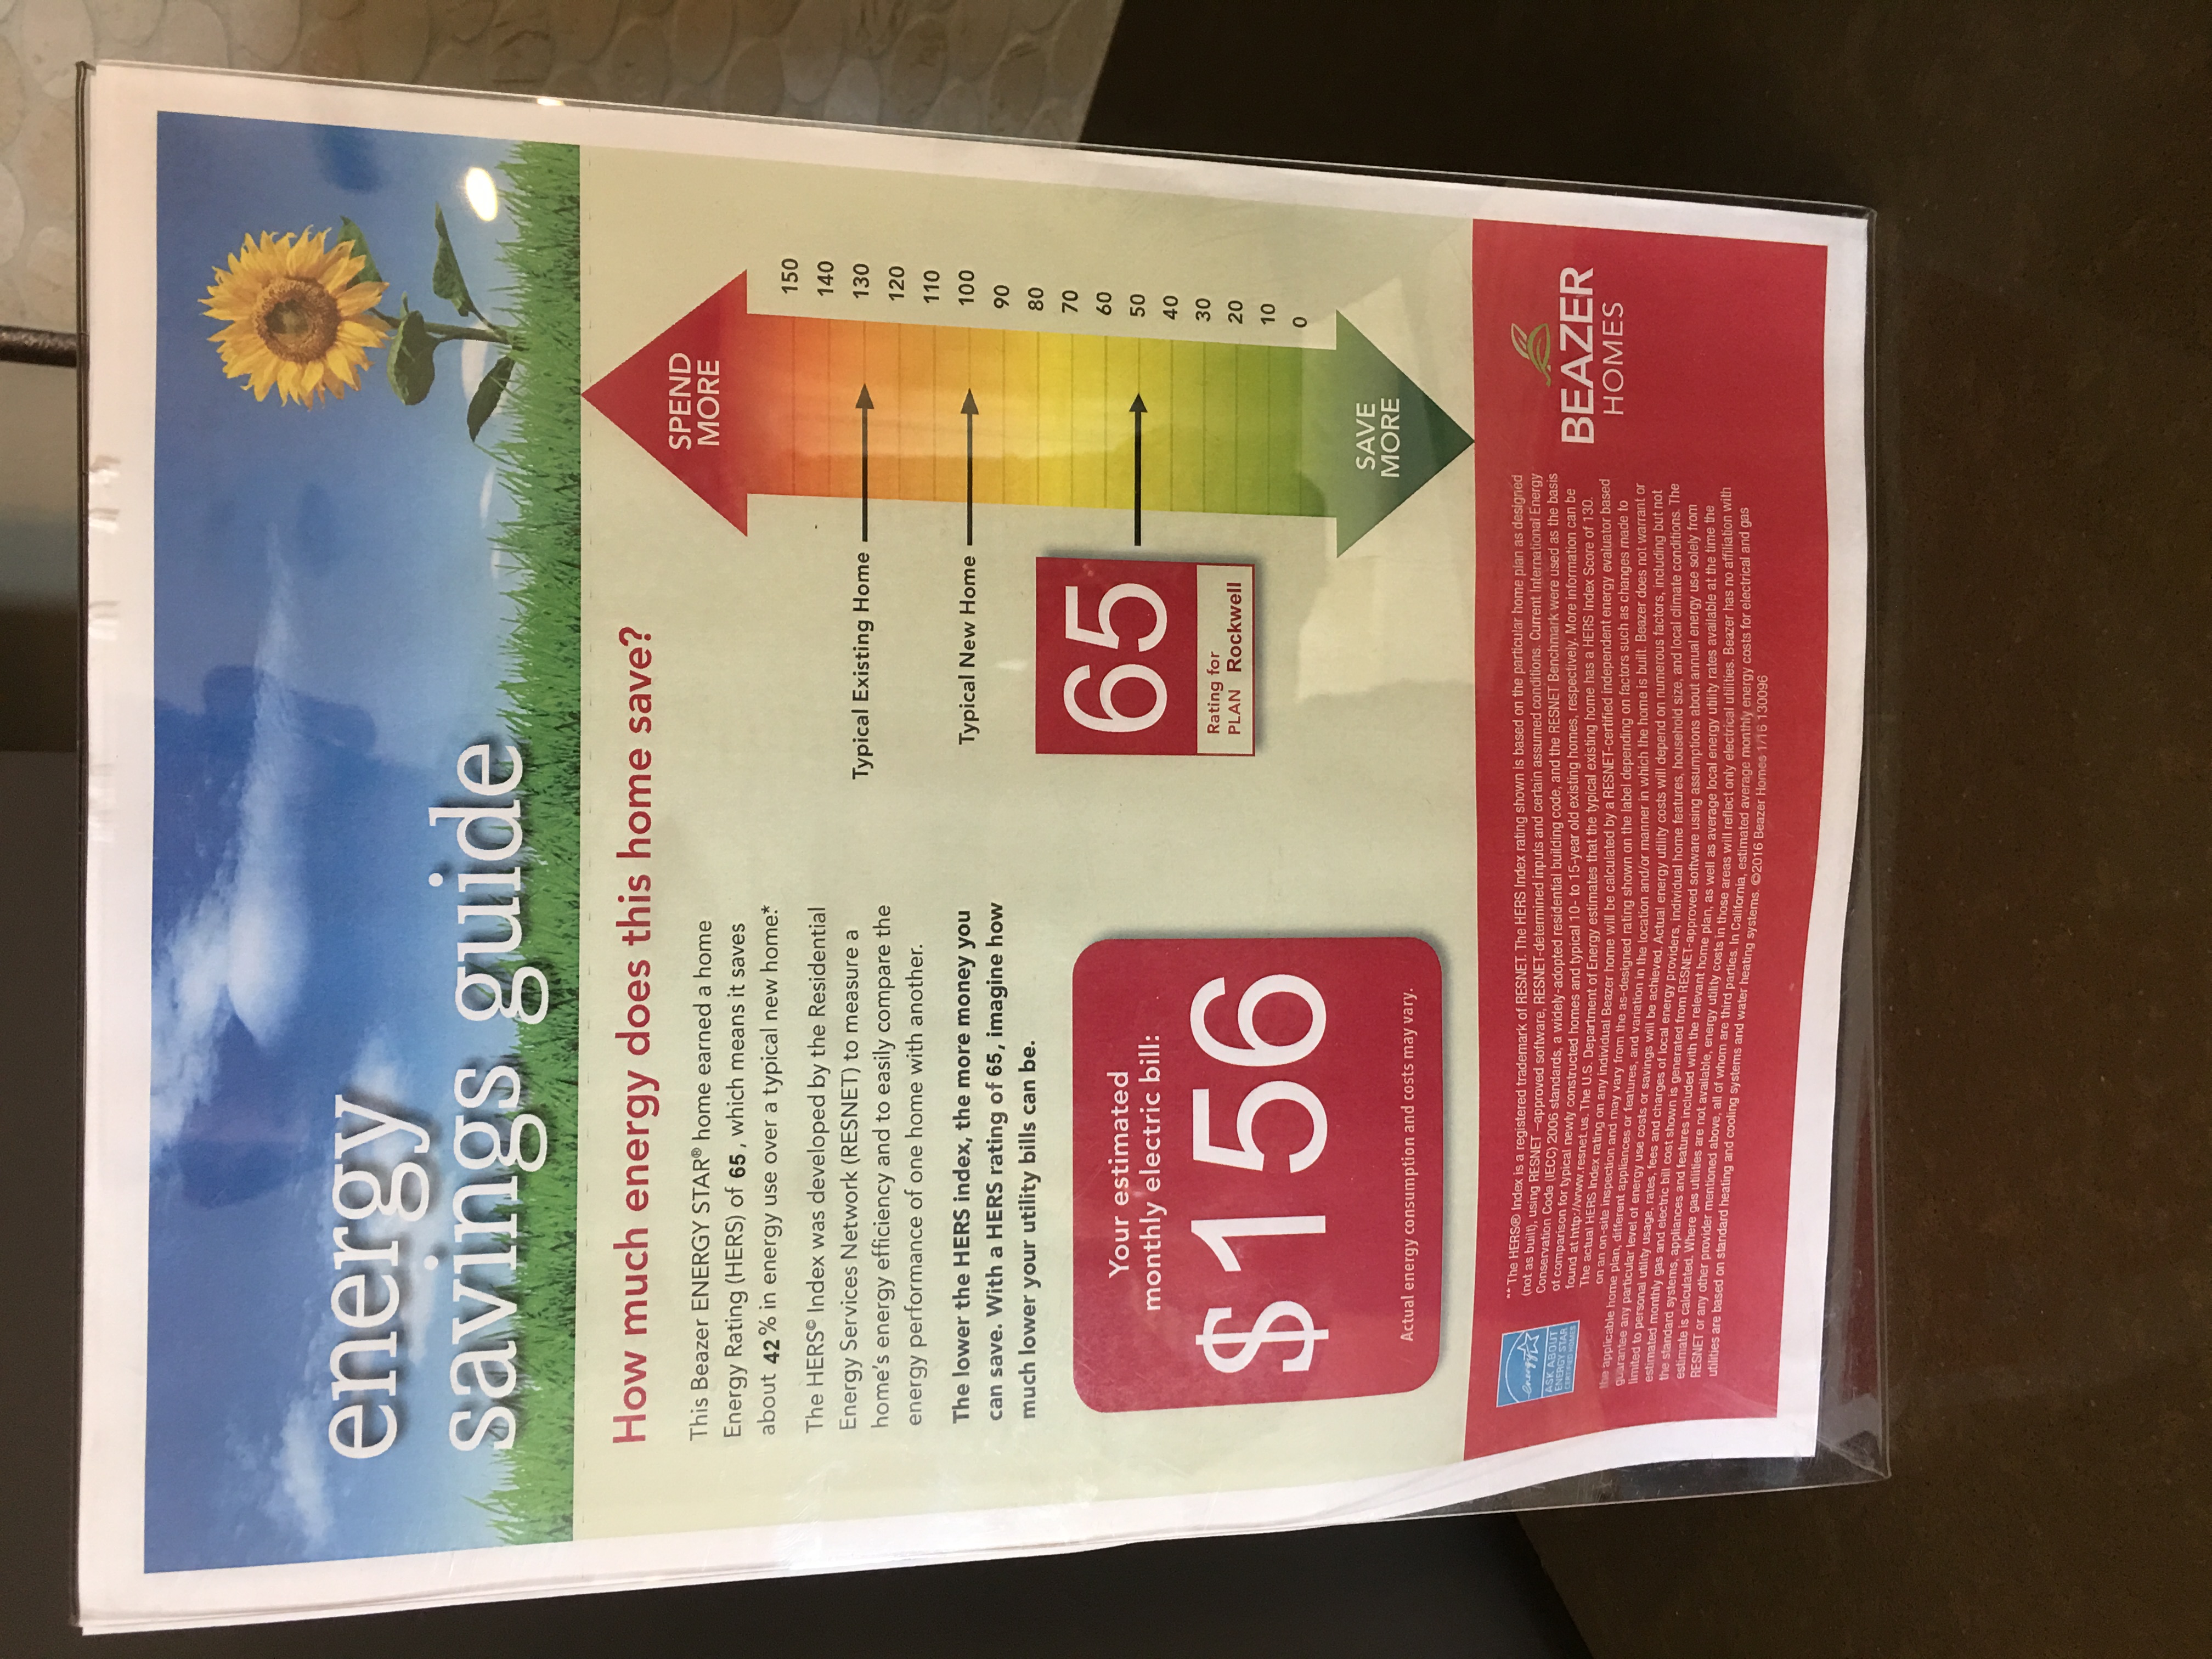 energy
savings guide
How much energy does this home save?
This Beazer ENERGY STAR® home earned a home
Energy Rating (HERS) of 65, which means it saves
about 42% in energy use over a typical new home.*
The HERS© Index was developed by the Residential
Energy Services Network (RESNET) to measure a
home's energy efficiency and to easily compare the
energy performance of one home with another.
The lower the HERS index, the more money you
can save. With a HERS rating of 65, imagine how
much lower your utility bills can be.
Your estimated
monthly electric bill:
$156
Actual energy consumption and costs may vary.
SPEND
MORE
150
140
Typical Existing Home 130
120
110
Typical New Home 100
90
80
70
60
50
40
30
20
10
0
65
Rating for
PLAN Rockwell
SAVE
MORE
energy
ASK ABOUT
ENERGY STAR
CERTIFIED HOMES
** The HERS® Index is a registered trademark of RESNET. The HERS Index rating shown is based on the particular home plan as designed
(not as built), using RESNET –approved software, RESNET-determined inputs and certain assumed conditions. Current International Energy
Conservation Code (IECC) 2006 standards, a widely-adopted residential building code, and the RESNET Benchmark were used as the basis
of comparison for typical newly constructed homes and typical 10- to 15-year old existing homes, respectively. More information can be
found at http://www.resnet.us. The U.S. Department of Energy estimates that the typical existing home has a HERS Index Score of 130.
The actual HERS Index rating on any individual Beazer home will be calculated by a RESNET-certified independent energy evaluator based
on an on-site inspection and may vary from the as-designed rating shown on the label depending on factors such as changes made to
the applicable home plan, different appliances or features, and variation in the location and/or manner in which the home is built. Beazer does not warrant or
guarantee any particular level of energy use costs or savings will be achieved. Actual energy utility costs will depend on numerous factors, including but not
limited to personal utility usage, rates, fees and charges of local energy providers, individual home features, household size, and local climate conditions. The
estimated monthly gas and electric bill cost shown is generated from RESNET-approved software using assumptions about annual energy use solely from
the standard systems, appliances and features included with the relevant home plan, as well as average local energy utility rates available at the time the
estimate is calculated. Where gas utilities are not available, energy utility costs in those areas will reflect only electrical utilities. Beazer has no affiliation with
RESNET or any other provider mentioned above, all of whom are third parties. In California, estimated average monthly energy costs for electrical and gas
utilities are based on standard heating and cooling systems and water heating systems. ©2016 Beazer Homes 1/16 130096
BEAZER
HOMES